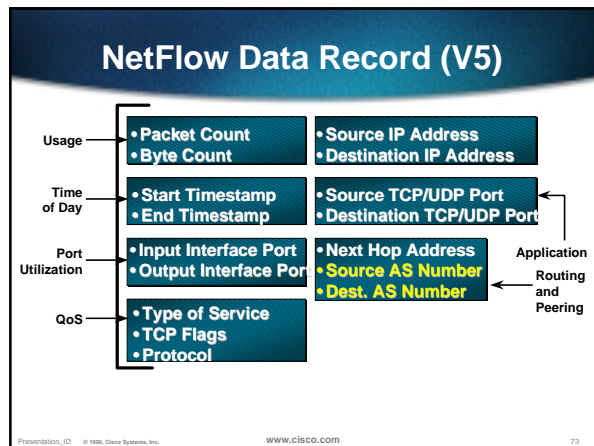 NetFlow Data Record (V5)
Usage
• Packet Count
• Byte Count
• Source IP Address
• Destination IP Address
Time
of Day
• Start Timestamp
• End Timestamp
• Source TCP/UDP Port
• Destination TCP/UDP Port
Application
Port
Utilization
• Input Interface Port
• Output Interface Port
• Next Hop Address
• Source AS Number
• Dest. AS Number
Routing
and
Peering
QoS
• Type of Service
• TCP Flags
• Protocol
Presentation_ID © 1999, Cisco Systems, Inc. www.cisco.com 73